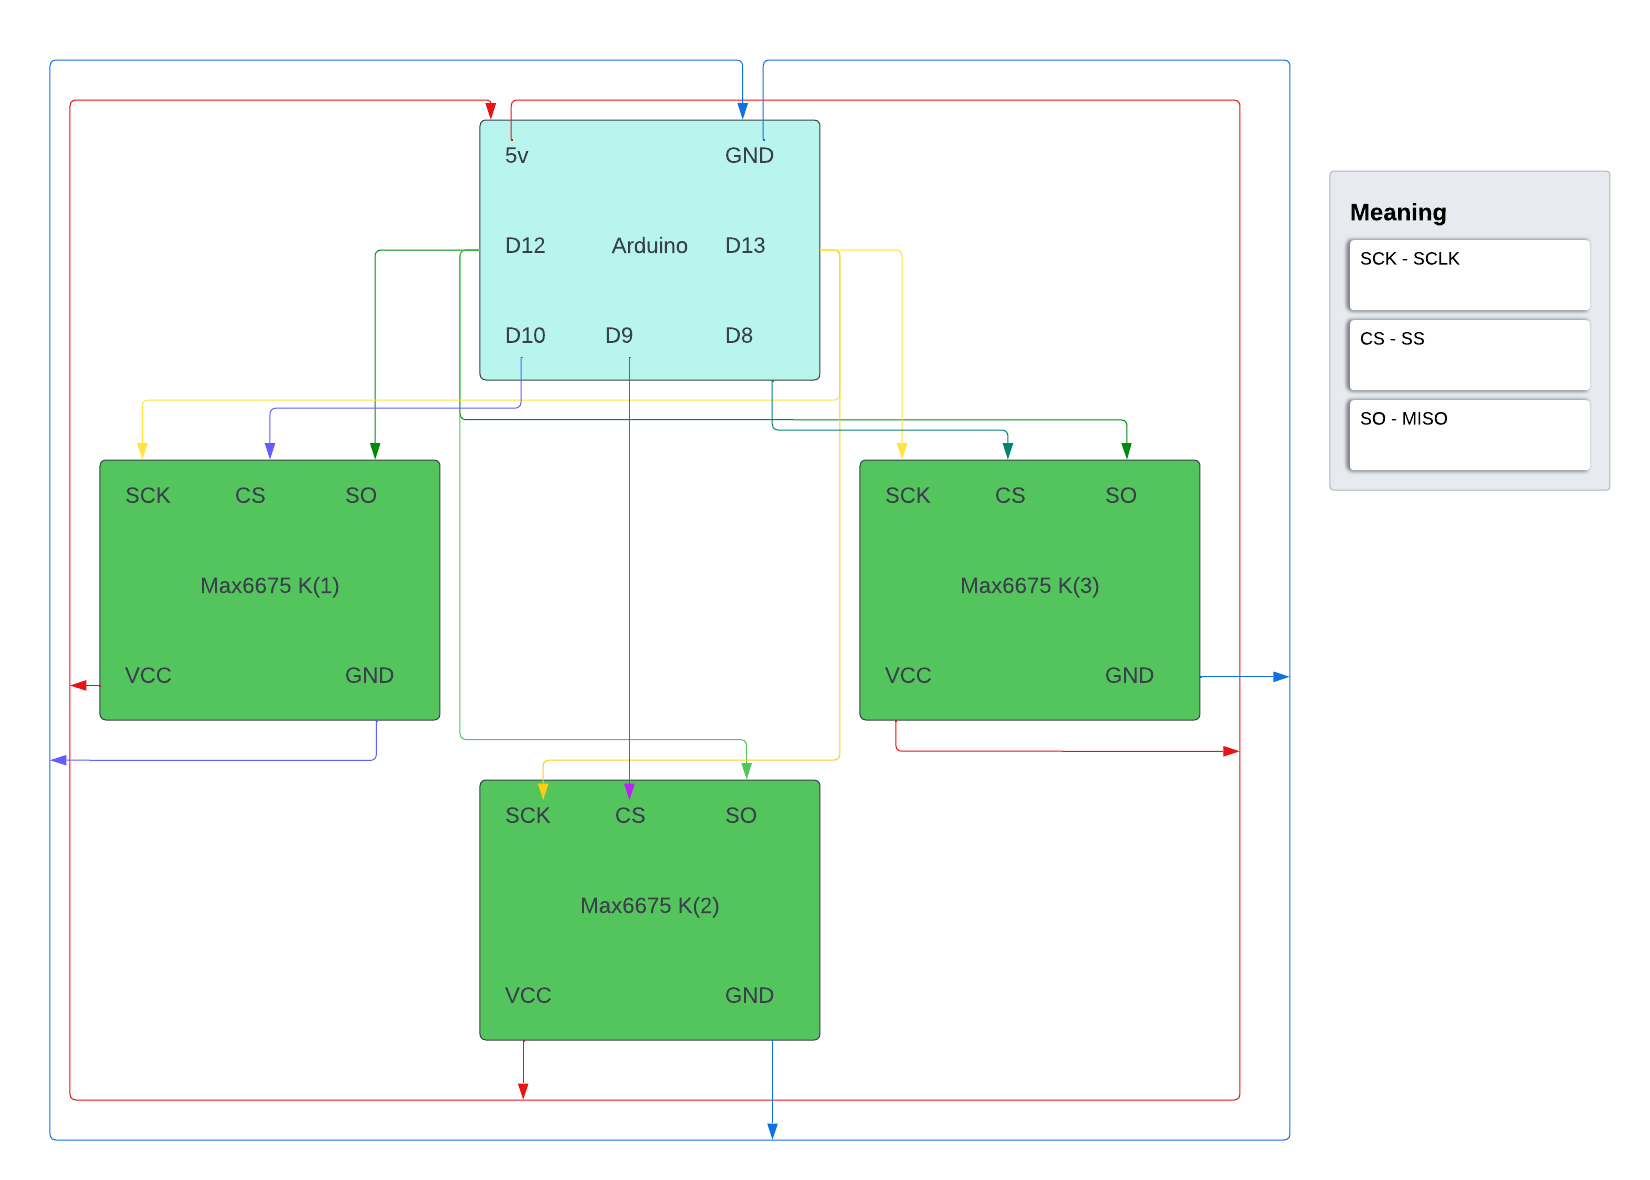 5v
GND
D12
Arduino
D13
D10
D9
D8
Meaning
SCK - SCLK
CS - SS
SO - MISO
SCK
CS
SO
Max6675 K(1)
VCC
GND
SCK
CS
SO
Max6675 K(3)
VCC
GND
SCK
CS
SO
Max6675 K(2)
VCC
GND